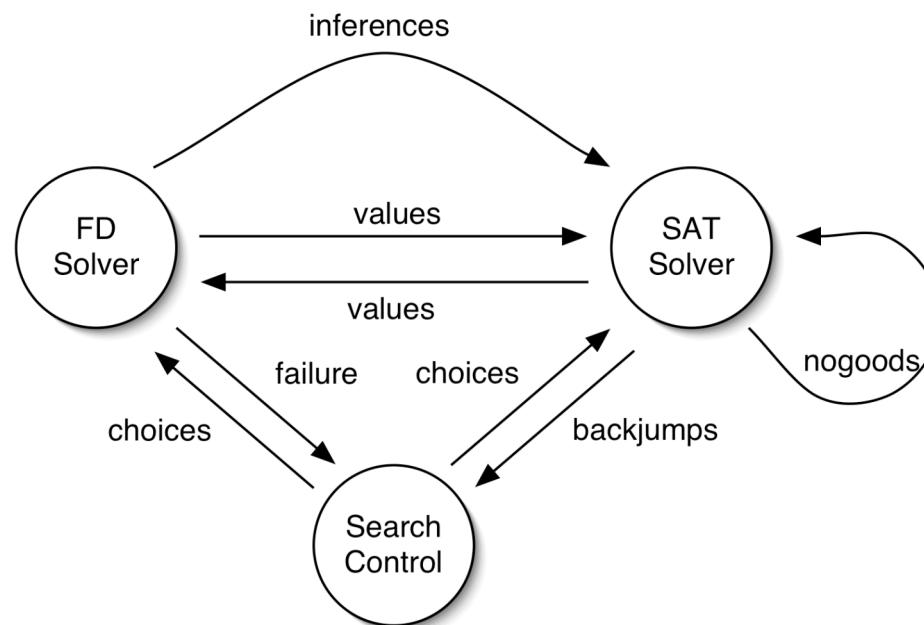 inferences
FD
Solver
values
SAT
Solver
values
nogoods
failure
choices
choices
backjumps
Search
Control